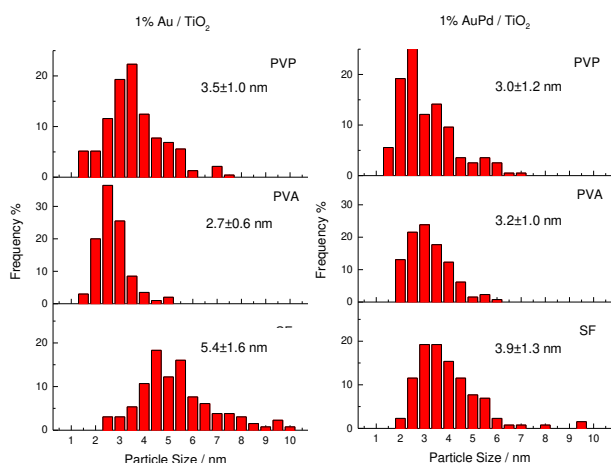 1% Au / TiO2
1% AuPd / TiO2
PVP
3.5±1.0 nm
20
10
0
PVA
2.7±0.6 nm
30
20
10
0
5.4±1.6 nm
20
10
0
1 2 3 4 5 6 7 8 9 10
Particle Size / nm
Frequency %
PVP
3.0±1.2 nm
20
10
0
PVA
3.2±1.0 nm
30
20
10
0
SF
3.9±1.3 nm
20
10
0
1 2 3 4 5 6 7 8 9 10
Particle Size / nm
Frequency %